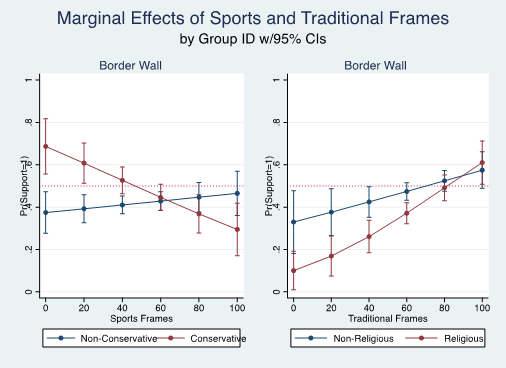 Marginal Effects of Sports and Traditional Frames
by Group ID w/95% CIs
Border Wall
Pr(Support=1)
0 .2 .4 .6 .8 1
0 20 40 60 80 100
Sports Frames
Non-Conservative Conservative
Border Wall
Pr(Support=1)
0 .2 .4 .6 .8 1
0 20 40 60 80 100
Traditional Frames
Non-Religious Religious